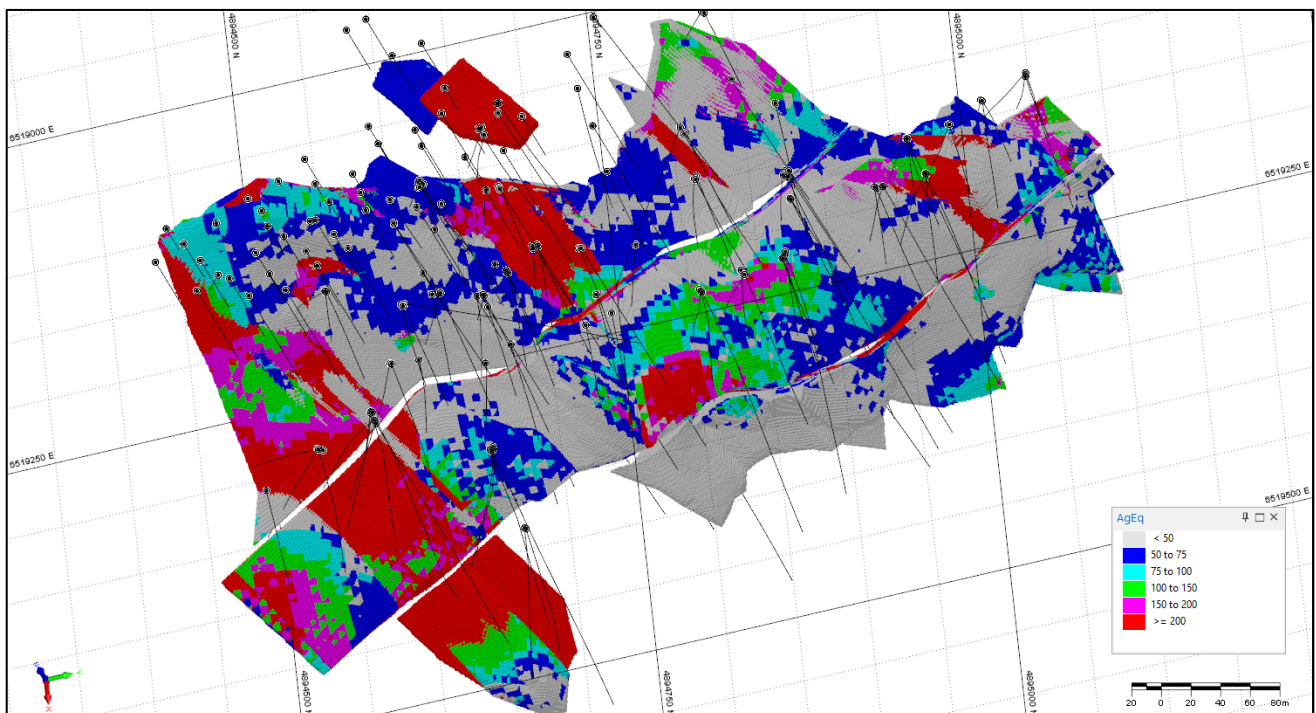 4894500 N
4894750 N
4895000 N
6519000 E
6519250 E
6519250 E
6519500 E
AgEq
< 50
50 to 75
75 to 100
100 to 150
150 to 200
>= 200
4894500 N
4894750 N
4895000 N
20 0 20 40 60 80m